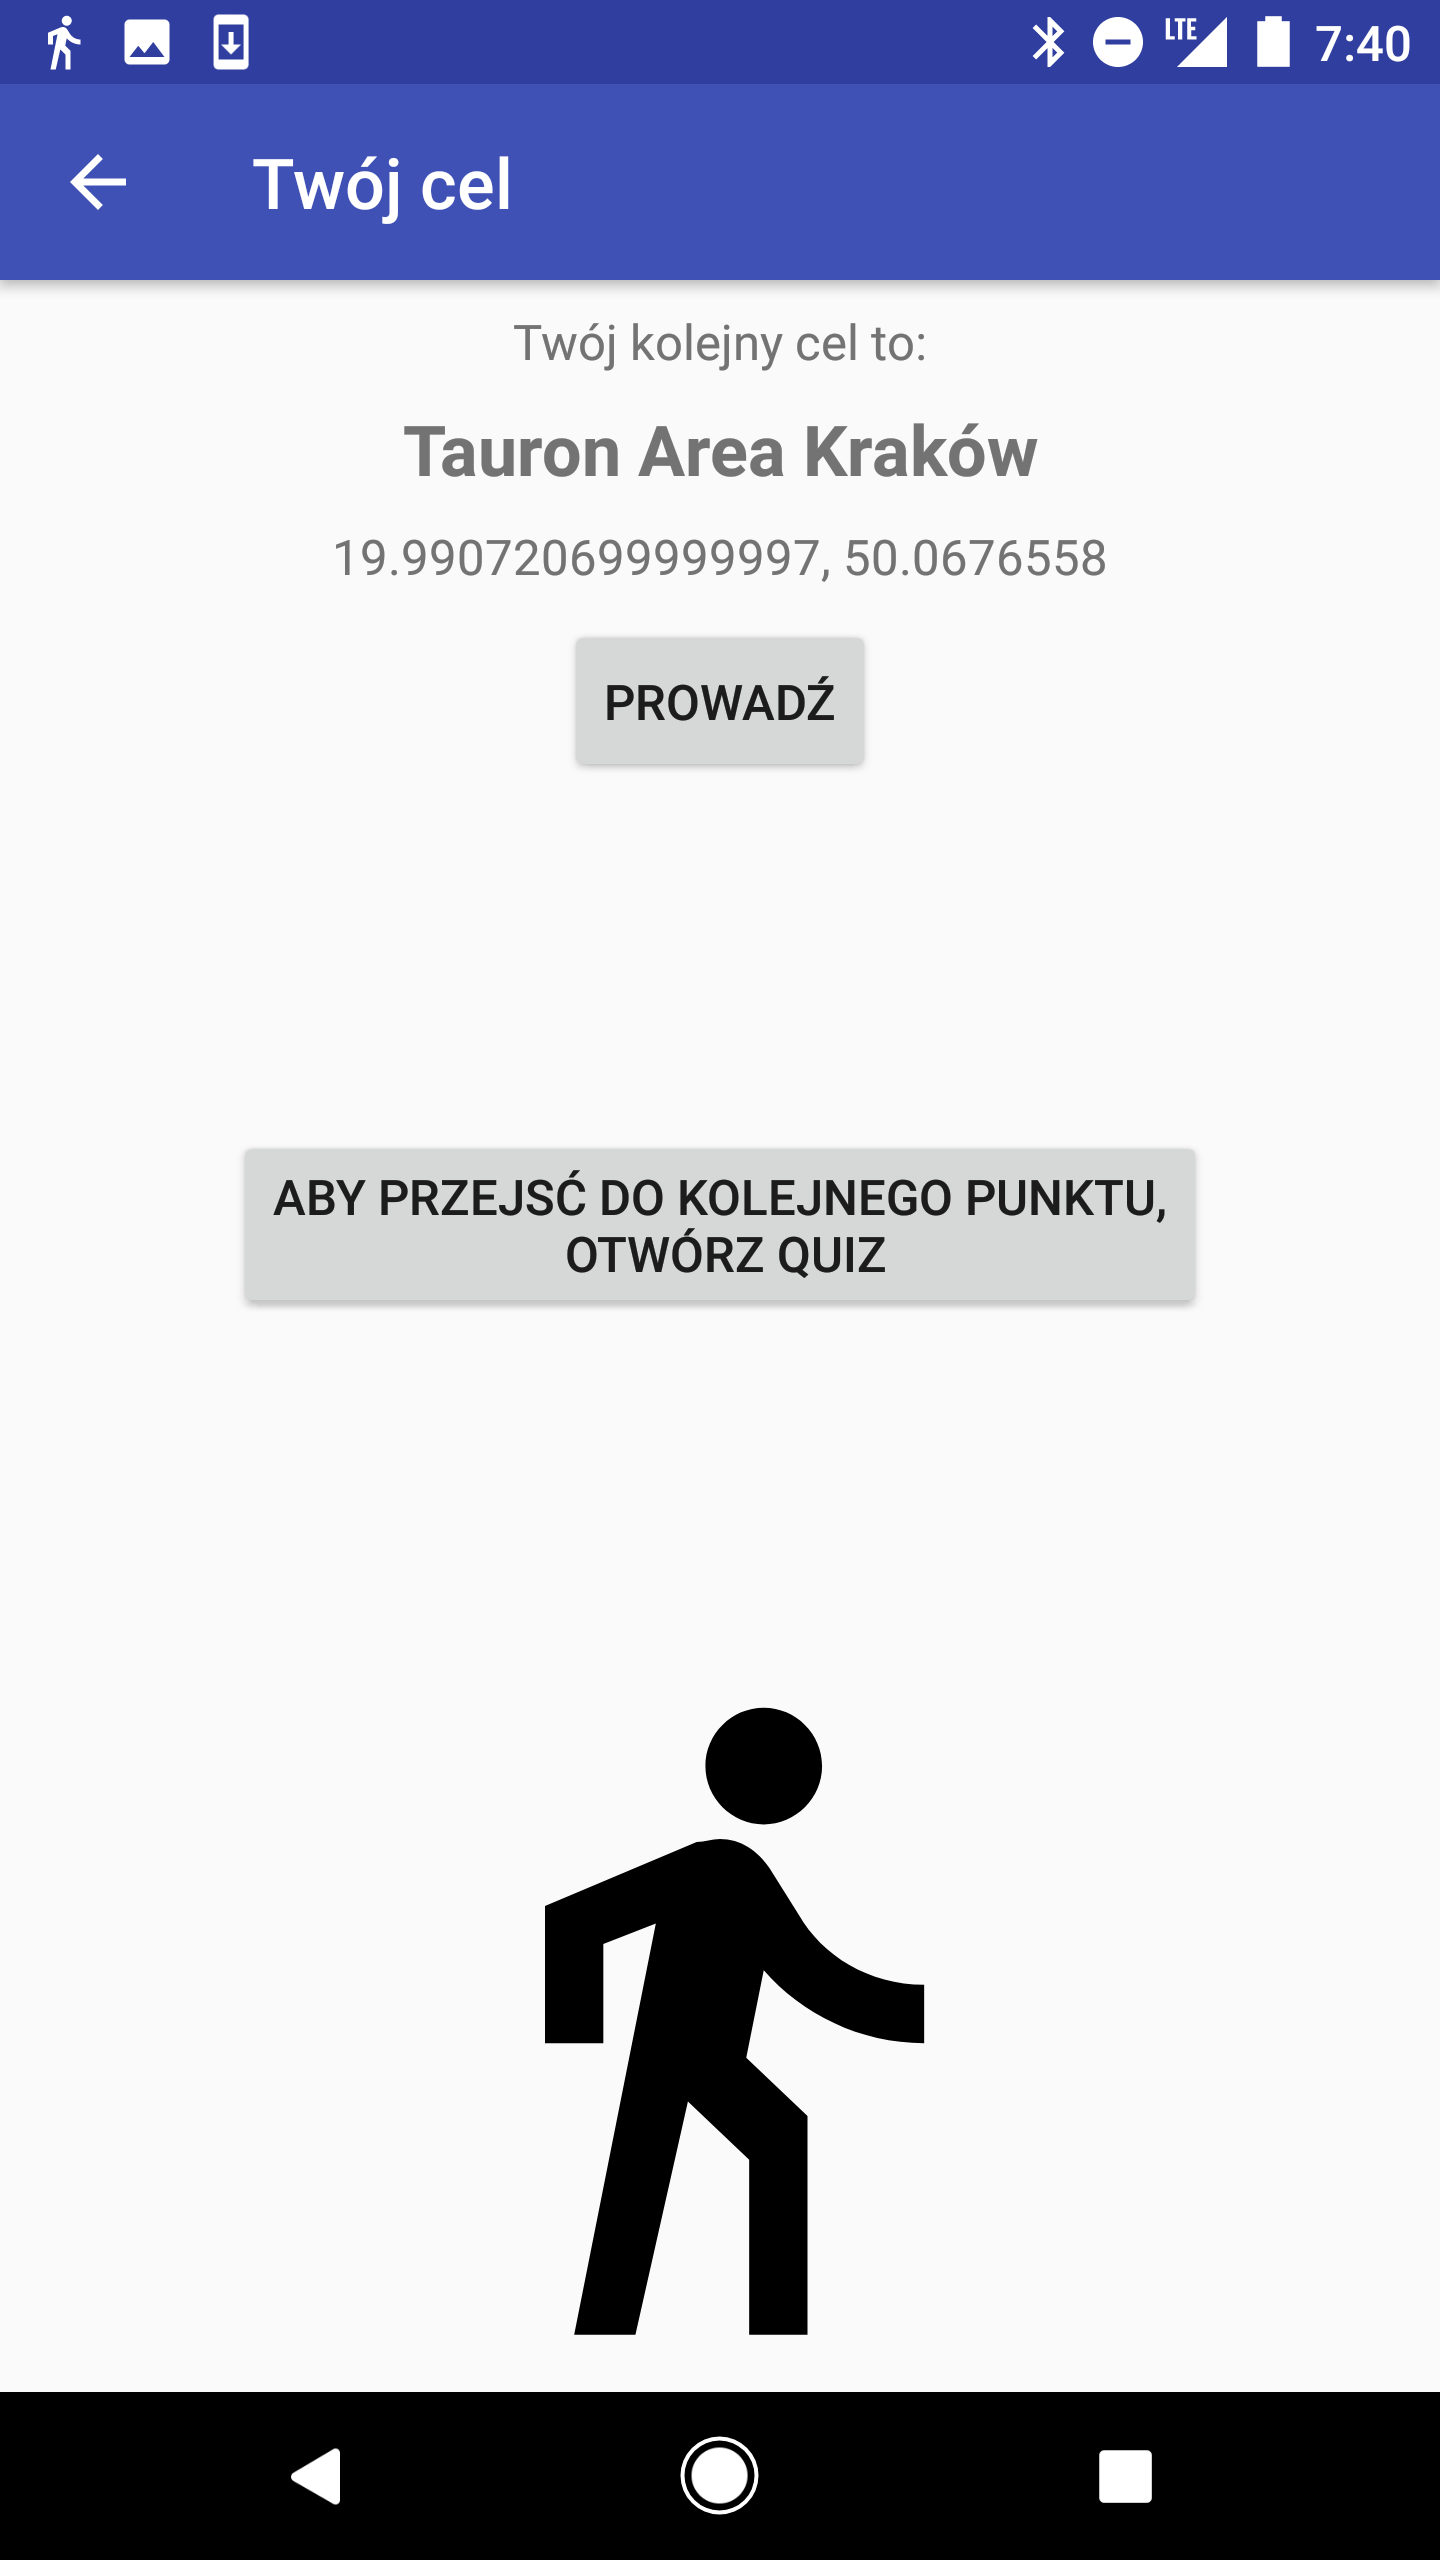 LTE 7:40
Twój cel
Twój kolejny cel to:
Tauron Area Kraków
19.990720699999997, 50.0676558
PROWADŹ
ABY PRZEJSĆ DO KOLEJNEGO PUNKTU,
OTWÓRZ QUIZ